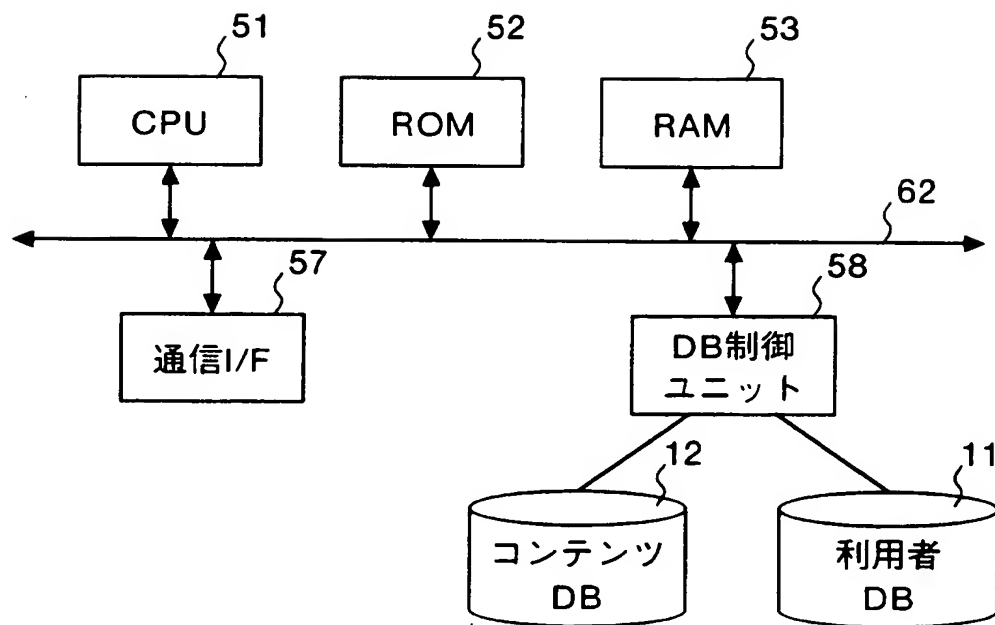 51
52
53
CPU
ROM
RAM
62
57
58
通信I/F
DB制御
ユニット
12
11
コンテンツ
DB
利用者
DB